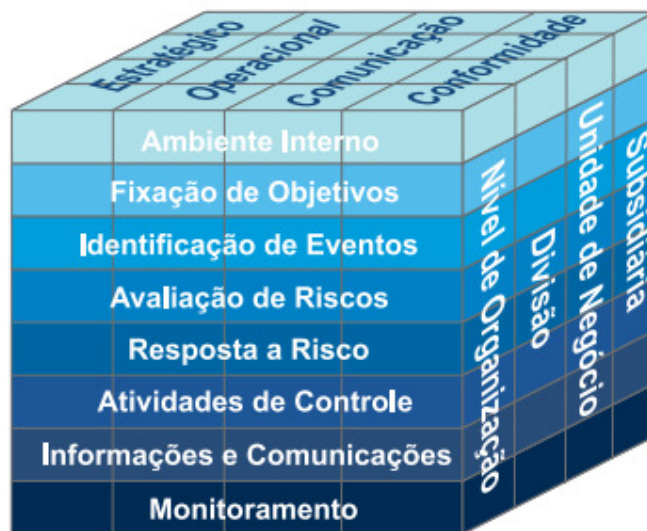 Estratégico
Operacional
Comunicação
Conformidade
Ambiente Interno
Fixação de Objetivos
Identificação de Eventos
Avaliação de Riscos
Resposta a Risco
Atividades de Controle
Informações e Comunicações
Monitoramento
Nível de Organização
Divisão
Unidade de Negócio
Subsidiária